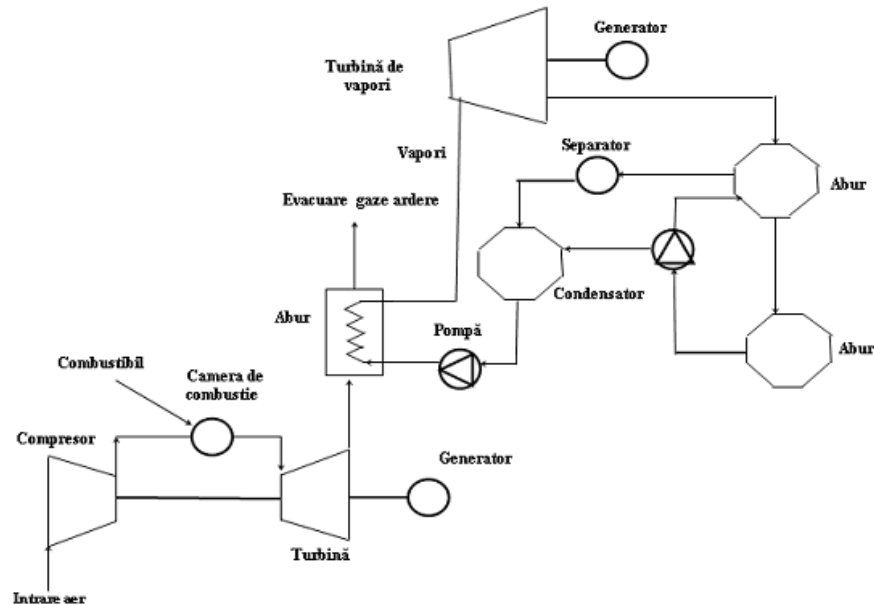 Generator
Turbină de
vapori
Vapori
Separator
Abur
Evacuare gaze ardere
Condensator
Abur
Pompă
Abur
Combustibil
Camera de
combustie
Compresor
Generator
Turbină
Intrare aer